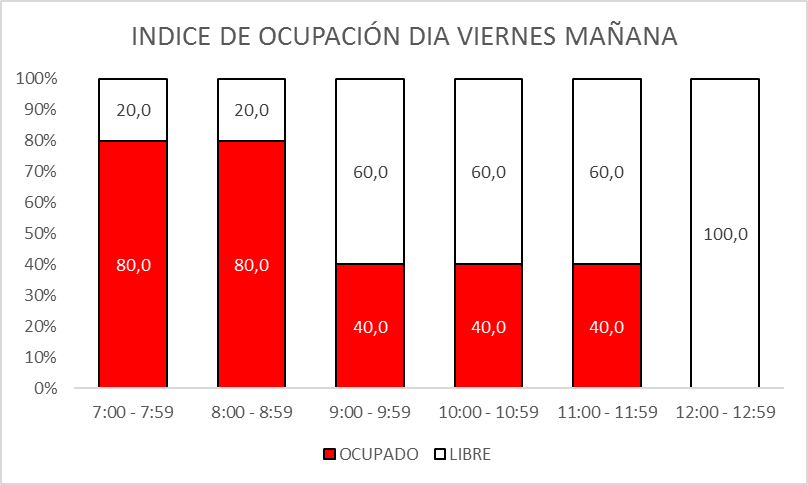 INDICE DE OCUPACIÓN DIA VIERNES MAÑANA
100%
90%
80%
70%
60%
50%
40%
30%
20%
10%
0%
20,0 20,0 60,0 60,0 60,0 100,0
80,0 80,0 40,0 40,0 40,0
7:00 - 7:59 8:00 - 8:59 9:00 - 9:59 10:00 - 10:59 11:00 - 11:59 12:00 - 12:59
OCUPADO LIBRE